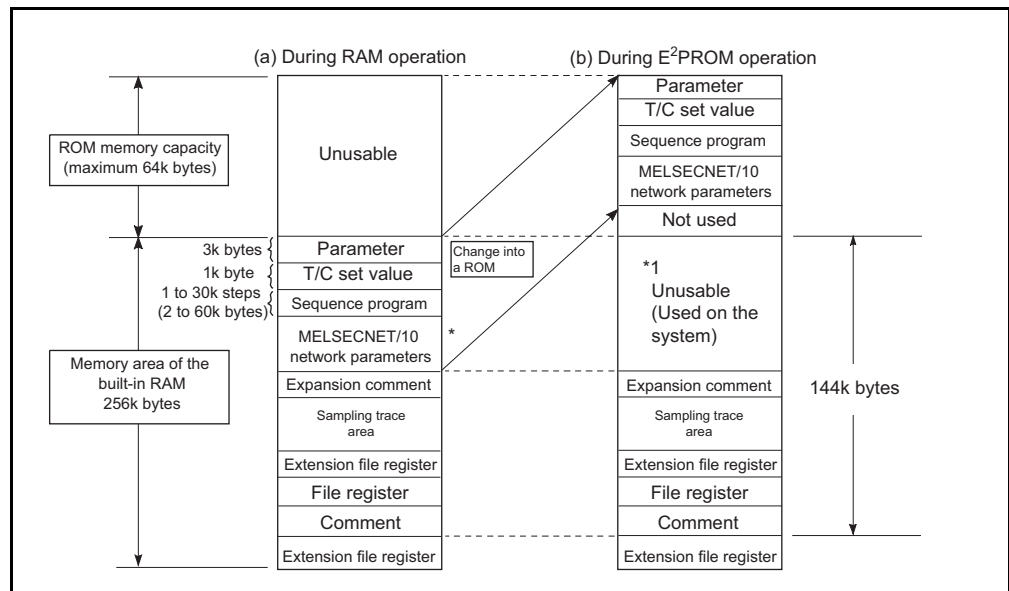 (a) During RAM operation
(b) During E²PROM operation
ROM memory capacity
(maximum 64k bytes)
Unusable
Parameter
T/C set value
Sequence program
MELSECNET/10
network parameters
Not used
3k bytes
1k byte
1 to 30k steps
(2 to 60k bytes)
Memory area of the
built-in RAM
256k bytes
Parameter
T/C set value
Sequence program
MELSECNET/10
network parameters
*
Expansion comment
Sampling trace
area
Extension file register
File register
Comment
Extension file register
Change into
a ROM
*1
Unusable
(Used on the
system)
Expansion comment
Sampling trace
area
Extension file register
File register
Comment
Extension file register
144k bytes